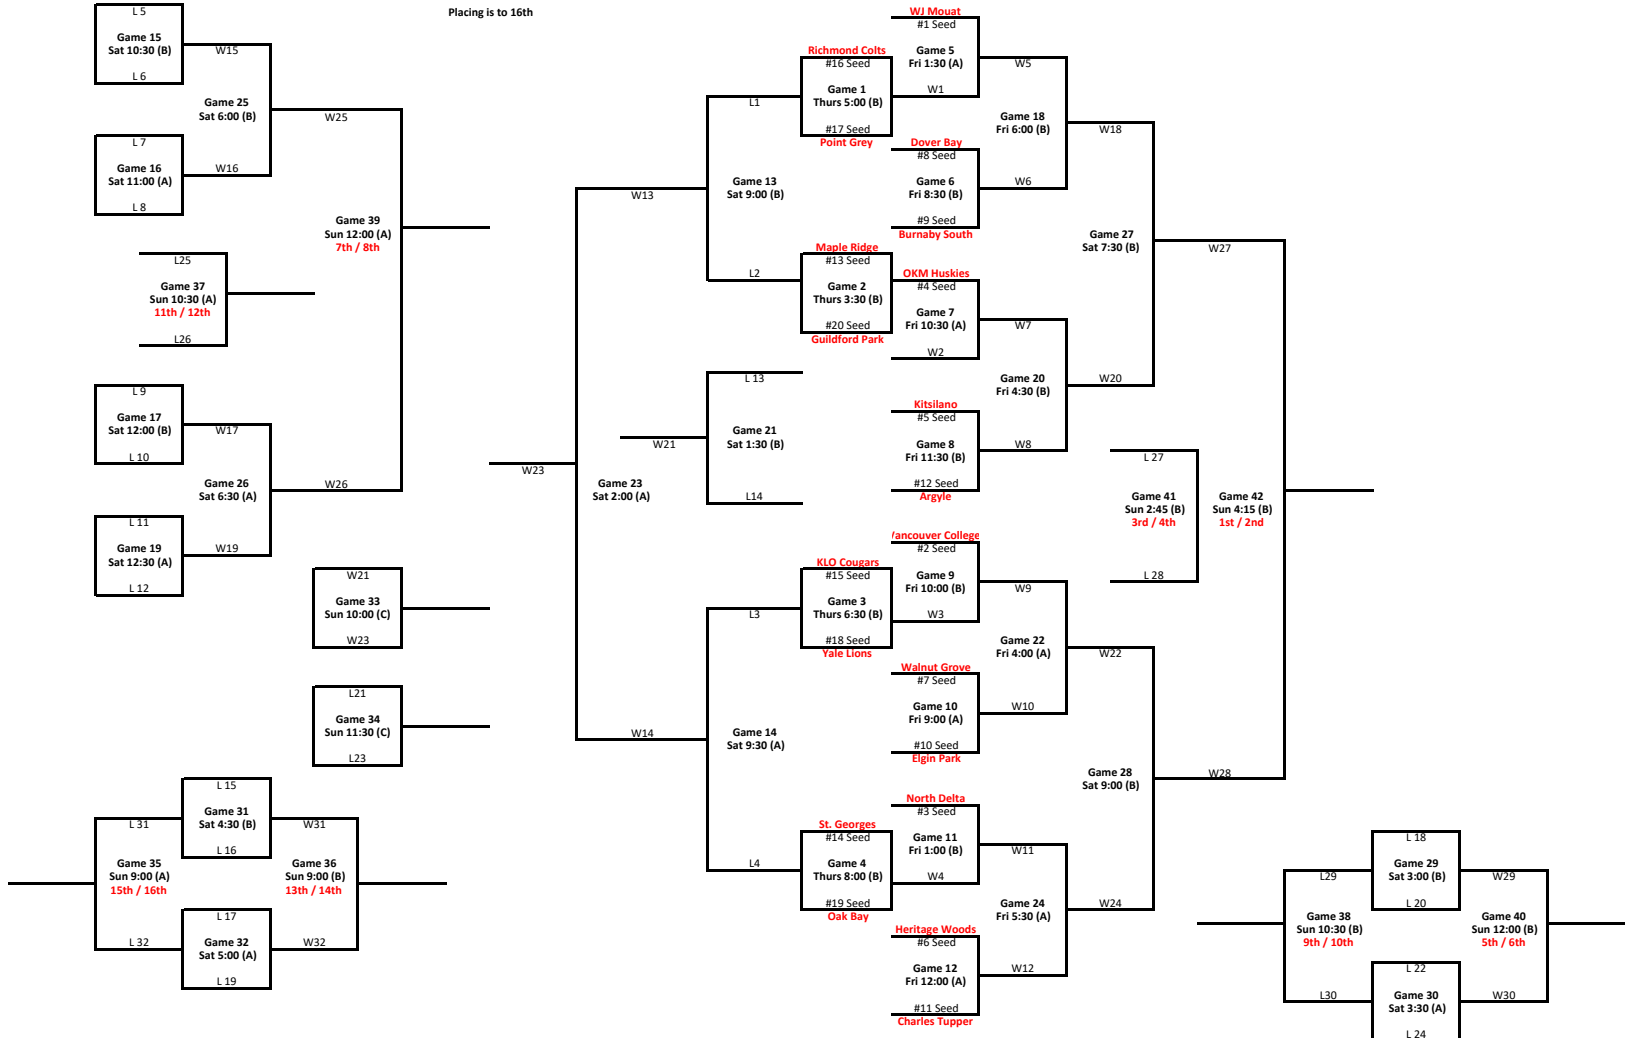 Placing is to 16th
L 5
Game 15
Sat 10:30 (B)
L 6
W15
Game 25
Sat 6:00 (B)
W25
L 7
Game 16
Sat 11:00 (A)
L 8
W16
Game 39
Sun 12:00 (A)
7th / 8th
L25
Game 37
Sun 10:30 (A)
11th / 12th
L26
L 9
Game 17
Sat 12:00 (B)
L 10
W17
Game 26
Sat 6:30 (A)
W26
L 11
Game 19
Sat 12:30 (A)
L 12
W19
W21
Game 33
Sun 10:00 (C)
W23
L21
Game 34
Sun 11:30 (C)
L23
L 15
Game 31
Sat 4:30 (B)
L 16
L 31
W31
Game 35
Sun 9:00 (A)
15th / 16th
Game 36
Sun 9:00 (B)
13th / 14th
L 17
Game 32
Sat 5:00 (A)
L 19
L 32
W32
W23
Game 23
Sat 2:00 (A)
W13
Game 13
Sat 9:00 (B)
L1
L2
W21
L 13
Game 21
Sat 1:30 (B)
L14
W14
Game 14
Sat 9:30 (A)
L3
L4
Richmond Colts
#16 Seed
Game 1
Thurs 5:00 (B)
#17 Seed
Point Grey
Maple Ridge
#13 Seed
Game 2
Thurs 3:30 (B)
#20 Seed
Guildford Park
KLO Cougars
#15 Seed
Game 3
Thurs 6:30 (B)
#18 Seed
Yale Lions
St. Georges
#14 Seed
Game 4
Thurs 8:00 (B)
#19 Seed
Oak Bay
WJ Mouat
#1 Seed
Game 5
Fri 1:30 (A)
W1
W5
Dover Bay
#8 Seed
Game 6
Fri 8:30 (B)
#9 Seed
Burnaby South
W6
Game 18
Fri 6:00 (B)
W18
OKM Huskies
#4 Seed
Game 7
Fri 10:30 (A)
W2
W7
Kitsilano
#5 Seed
Game 8
Fri 11:30 (B)
#12 Seed
Argyle
W8
Game 20
Fri 4:30 (B)
W20
Game 27
Sat 7:30 (B)
W27
Vancouver College
#2 Seed
Game 9
Fri 10:00 (B)
W3
W9
Walnut Grove
#7 Seed
Game 10
Fri 9:00 (A)
#10 Seed
Elgin Park
W10
Game 22
Fri 4:00 (A)
W22
North Delta
#3 Seed
Game 11
Fri 1:00 (B)
W4
W11
Heritage Woods
#6 Seed
Game 12
Fri 12:00 (A)
#11 Seed
Charles Tupper
W12
Game 24
Fri 5:30 (A)
W24
Game 28
Sat 9:00 (B)
W28
L 27
Game 41
Sun 2:45 (B)
3rd / 4th
L 28
Game 42
Sun 4:15 (B)
1st / 2nd
L 18
Game 29
Sat 3:00 (B)
L 20
L29
W29
Game 38
Sun 10:30 (B)
9th / 10th
Game 40
Sun 12:00 (B)
5th / 6th
L 22
Game 30
Sat 3:30 (A)
L 24
L30
W30